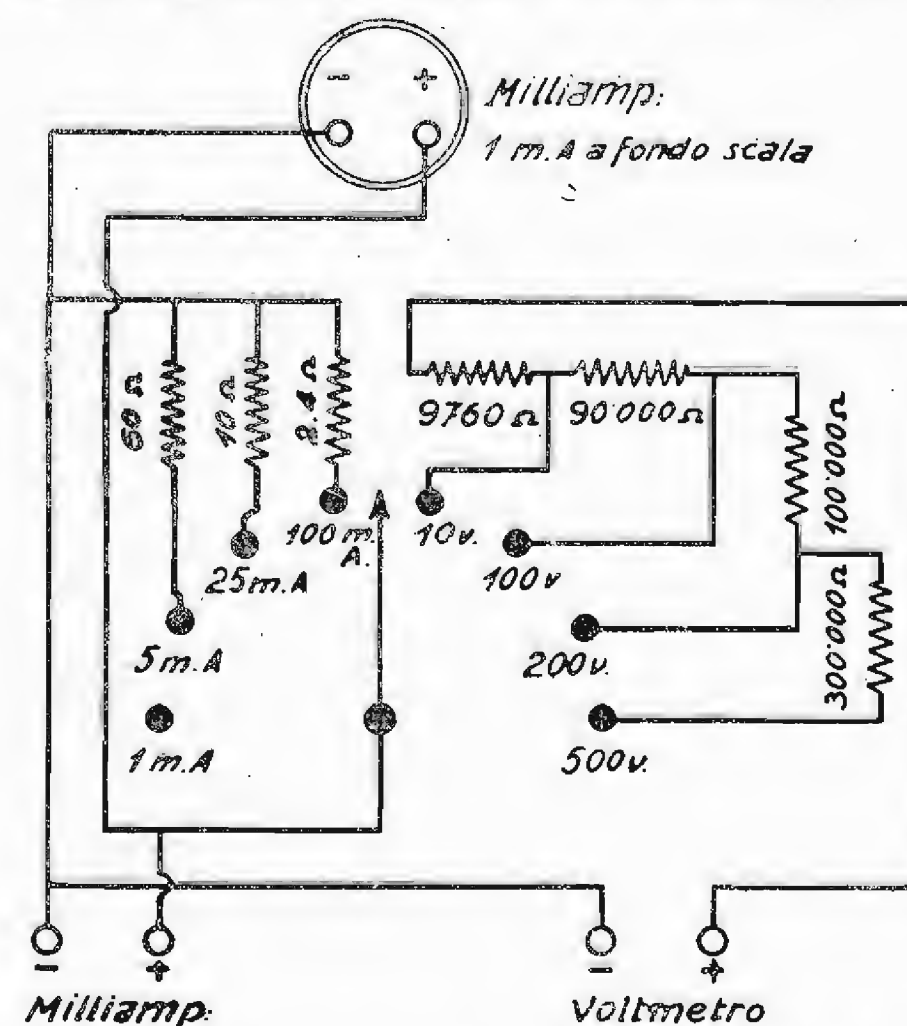 - +
Milliamp:
1 m.A a fondo scala
60 Ω
10 Ω
2.4 Ω
9760 Ω
90.000 Ω
100.000 Ω
300.000 Ω
100 m.
A.
10 v.
25 m.A
100 v
5 m.A
200 v.
1 m.A
500 v.
- +
- +
Milliamp:
Voltmetro